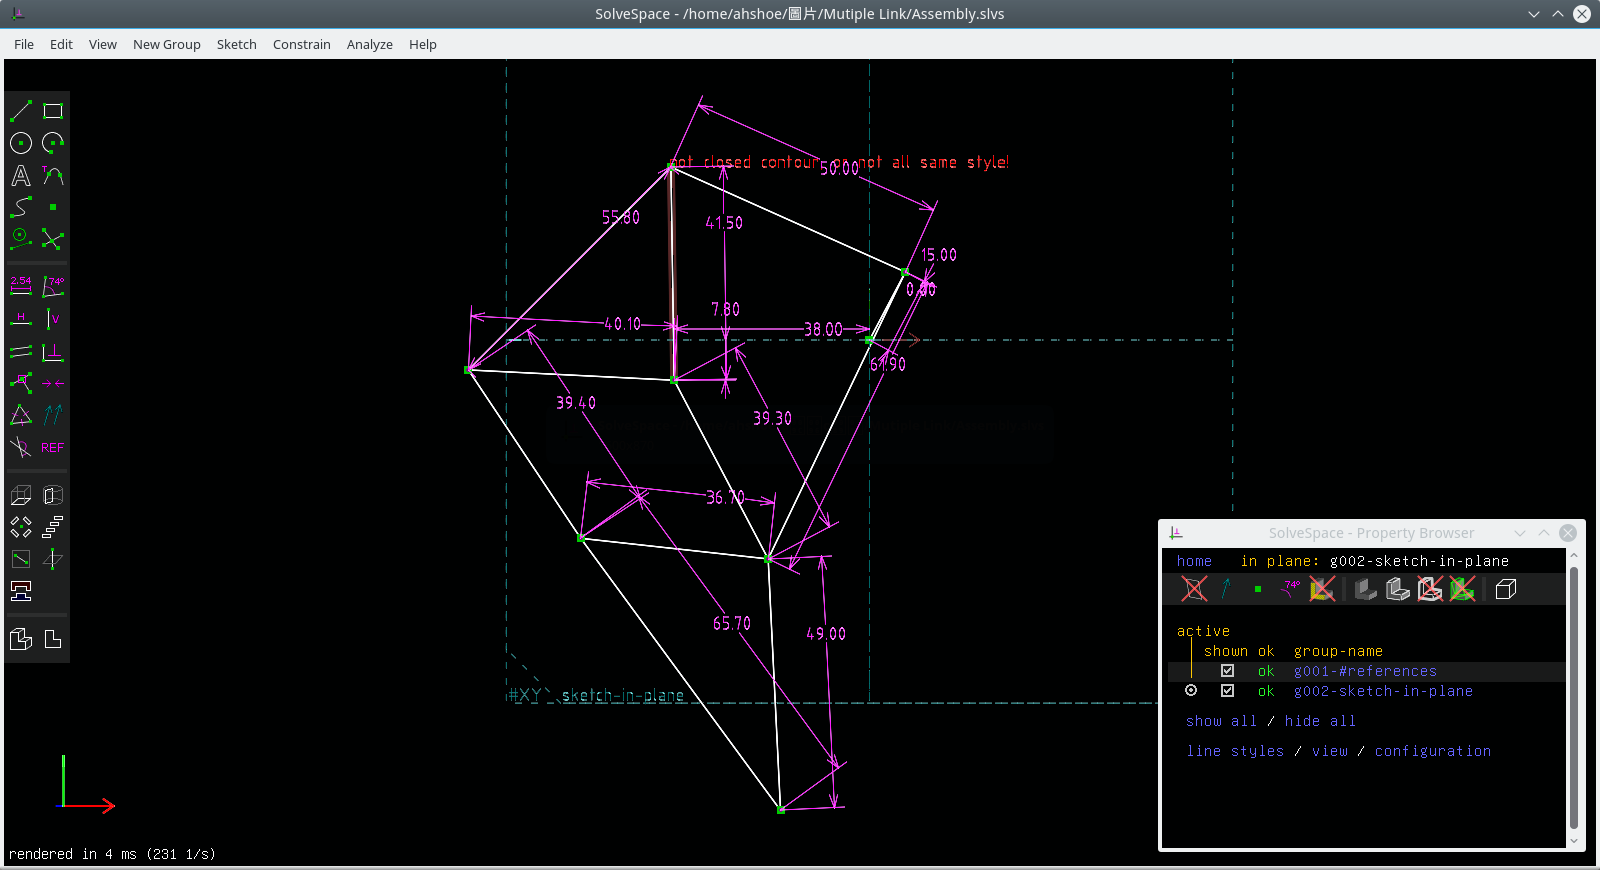 SolveSpace - /home/ahshoe/圖片/Mutiple Link/Assembly.slvs
File Edit View New Group Sketch Constrain Analyze Help
not closed contour, or not all same style!
50.00
55.80
41.50
15.00
7.80
40.10
38.00
39.40
39.30
36.70
65.70
49.00
2.54
74°
H
V
REF
#XY
sketch-in-plane
rendered in 4 ms (231 1/s)
SolveSpace - Property Browser
home in plane: g002-sketch-in-plane
74°
active
shown ok group-name
ok g001-#references
ok g002-sketch-in-plane
show all / hide all
line styles / view / configuration